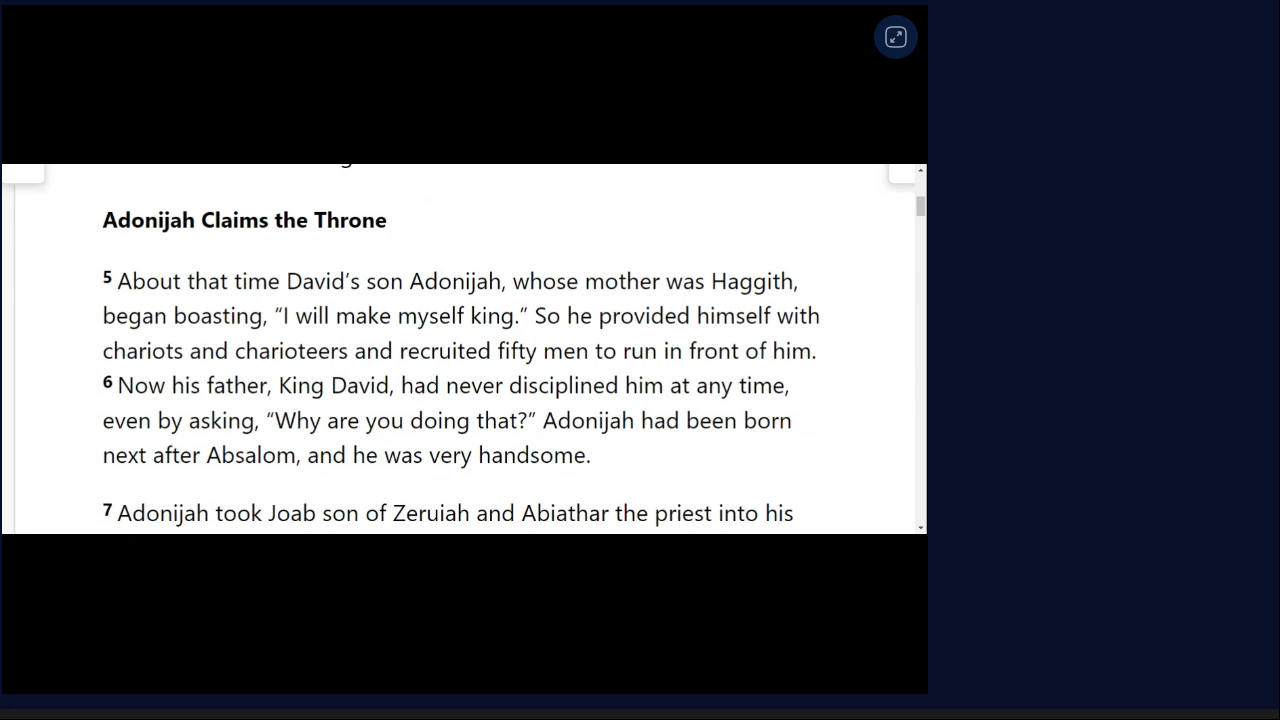 Adonijah Claims the Throne
5 About that time David’s son Adonijah, whose mother was Haggith,
began boasting, “I will make myself king.” So he provided himself with
chariots and charioteers and recruited fifty men to run in front of him.
6 Now his father, King David, had never disciplined him at any time,
even by asking, “Why are you doing that?” Adonijah had been born
next after Absalom, and he was very handsome.
7 Adonijah took Joab son of Zeruiah and Abiathar the priest into his